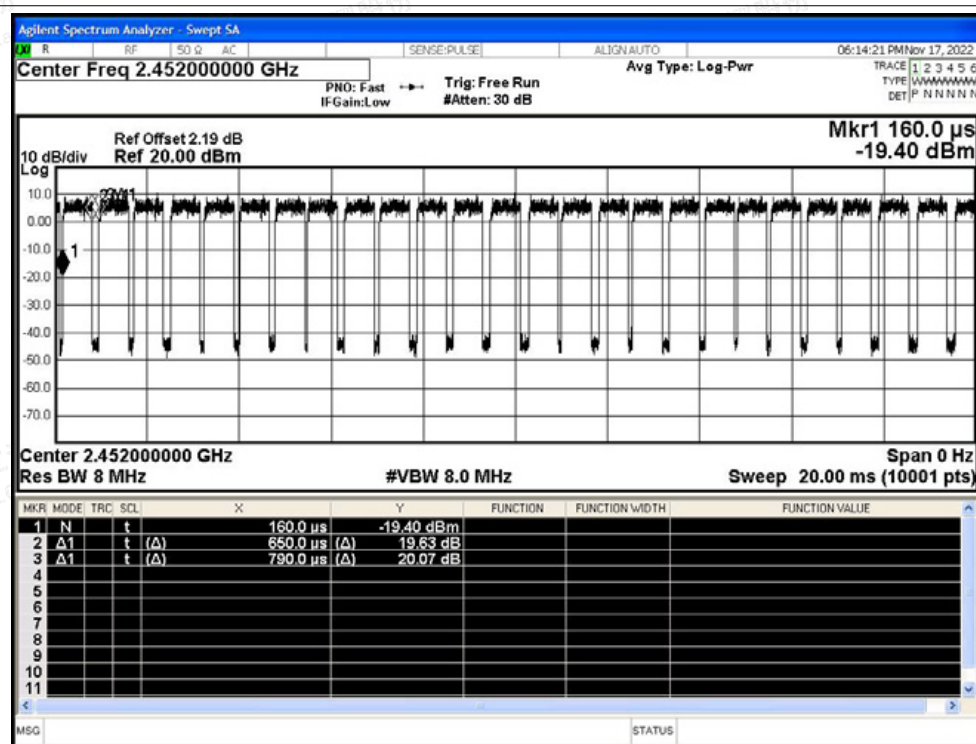 Agilent Spectrum Analyzer - Swept SA
R RF 50 Ω AC SENSE:PULSE ALIGN AUTO 06:14:21 PM Nov 17, 2022
Center Freq 2.452000000 GHz
PNO: Fast
IFGain:Low
Trig: Free Run
#Atten: 30 dB
Avg Type: Log-Pwr
TRACE 1 2 3 4 5 6
TYPE WWWWWW
DET P N N N N N
Mkr1 160.0 µs
-19.40 dBm
Ref Offset 2.19 dB
10 dB/div Ref 20.00 dBm
Log
10.0
0.00
-10.0
-20.0
-30.0
-40.0
-50.0
-60.0
-70.0
1
Center 2.452000000 GHz Span 0 Hz
Res BW 8 MHz #VBW 8.0 MHz Sweep 20.00 ms (10001 pts)
MKR MODE TRC SCL X Y FUNCTION FUNCTION WIDTH FUNCTION VALUE
1 N t 160.0 µs -19.40 dBm
2 Δ1 t (Δ) 650.0 µs (Δ) 19.63 dB
3 Δ1 t (Δ) 790.0 µs (Δ) 20.07 dB
4
5
6
7
8
9
10
11
MSG STATUS